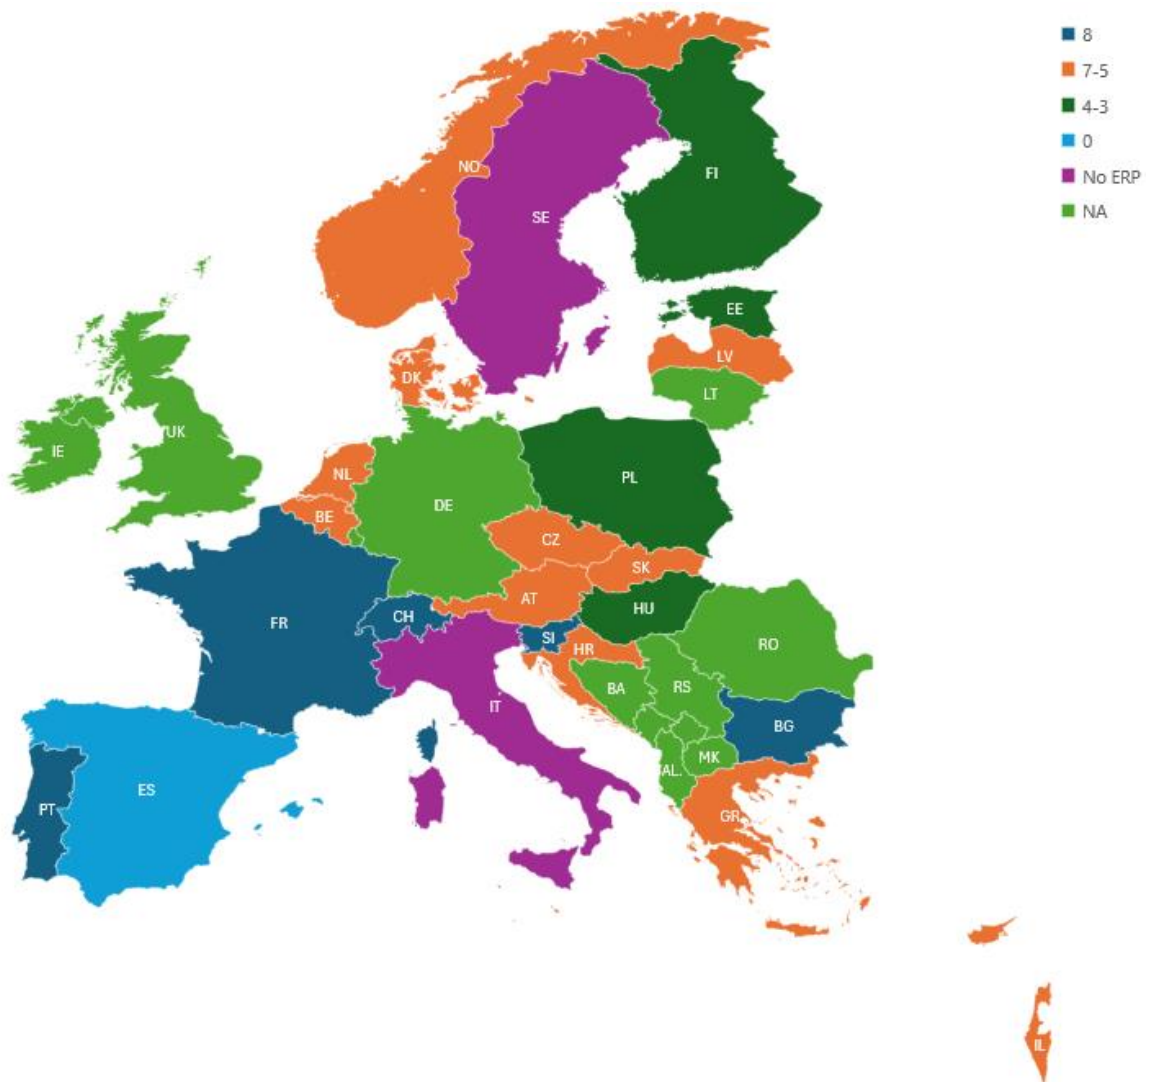 8
7-5
4-3
0
No ERP
NA
NO
FI
SE
EE
LV
DK
LT
UK
IE
NL
PL
DE
BE
CZ
SK
AT
HU
CH
FR
SI
HR
RO
BA
RS
IT
BG
MK
AL.
ES
PT
GR
IL